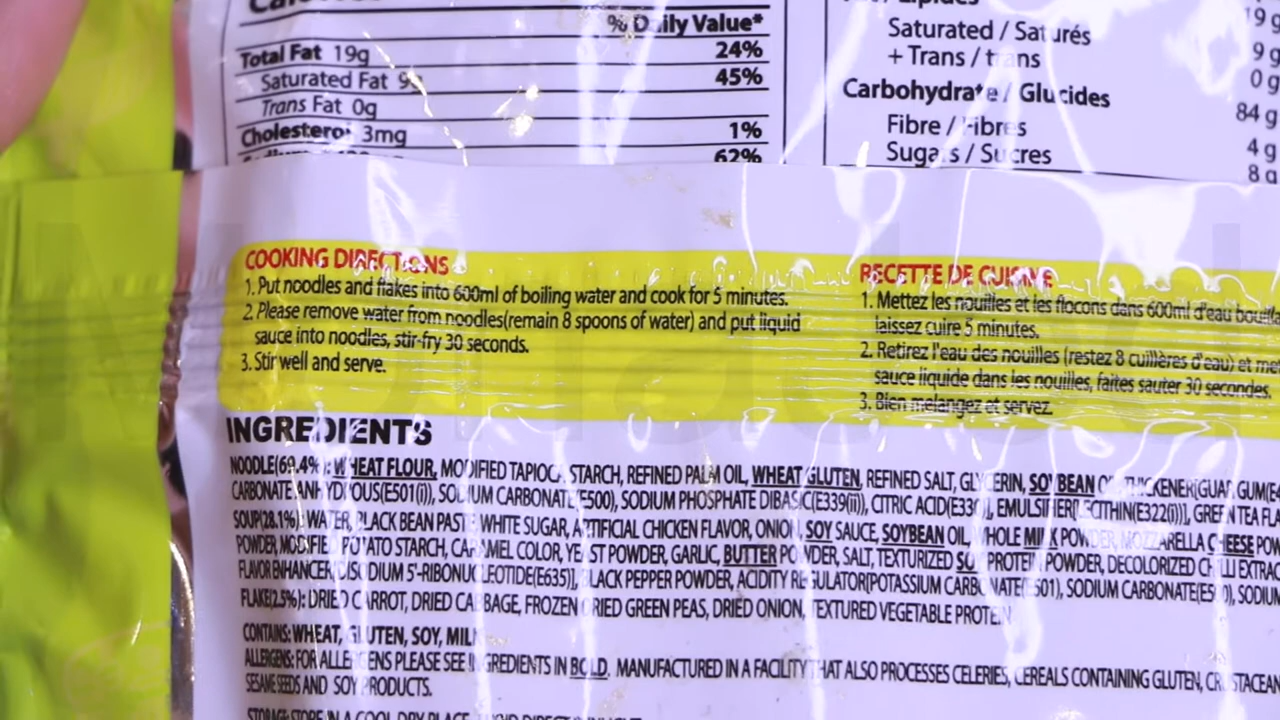 % Daily Value*
Total Fat 19g 24%
Saturated Fat 9g 45%
Trans Fat 0g
Cholesterol 3mg 1%
62%
19 g
Saturated / Saturés 9 g
+ Trans / trans 0 g
Carbohydrate / Glucides 84 g
Fibre / Fibres 4 g
Sugars / Sucres 8 g
COOKING DIRECTIONS
1. Put noodles and flakes into 600ml of boiling water and cook for 5 minutes.
2. Please remove water from noodles(remain 8 spoons of water) and put liquid
sauce into noodles, stir-fry 30 seconds.
3. Stir well and serve.
RECETTE DE CUISINE
1. Mettez les nouilles et les flocons dans 600ml d'eau
laissez cuire 5 minutes.
2. Retirez l'eau des nouilles (restez 8 cuillères d'eau) et
sauce liquide dans les nouilles, faites sauter 30 secondes.
3. Bien melangez et servez.
INGREDIENTS
NOODLE(69.4%): WHEAT FLOUR, MODIFIED TAPIOCA STARCH, REFINED PALM OIL, WHEAT GLUTEN, REFINED SALT, GLYCERIN, SOYBEAN OIL, THICKENER(GUAR GUM
CARBONATE ANHYDROUS(E501(i)), SODIUM CARBONATE(E500), SODIUM PHOSPHATE DIBASIC(E339(ii)), CITRIC ACID(E330)], EMULSIFIER[LECITHIN(E322(i))], GREEN TEA
SOUP(28.1%): WATER, BLACK BEAN PASTE, WHITE SUGAR, ARTIFICIAL CHICKEN FLAVOR, ONION, SOY SAUCE, SOYBEAN OIL, WHOLE MILK POWDER, MOZZARELLA CHEESE
POWDER, MODIFIED POTATO STARCH, CARAMEL COLOR, YEAST POWDER, GARLIC, BUTTER POWDER, SALT, TEXTURIZED SOY PROTEIN POWDER, DECOLORIZED CHILLI
FLAVOR ENHANCER[DISODIUM 5'-RIBONUCLEOTIDE(E635)], BLACK PEPPER POWDER, ACIDITY REGULATOR[POTASSIUM CARBONATE(E501), SODIUM CARBONATE(E500),
FLAKE(2.5%): DRIED CARROT, DRIED CABBAGE, FROZEN DRIED GREEN PEAS, DRIED ONION, TEXTURED VEGETABLE PROTEIN
CONTAINS: WHEAT, GLUTEN, SOY, MILK
ALLERGENS: FOR ALLERGENS PLEASE SEE INGREDIENTS IN BOLD. MANUFACTURED IN A FACILITY THAT ALSO PROCESSES CELERIES, CEREALS CONTAINING GLUTEN,
SESAME SEEDS AND SOY PRODUCTS.